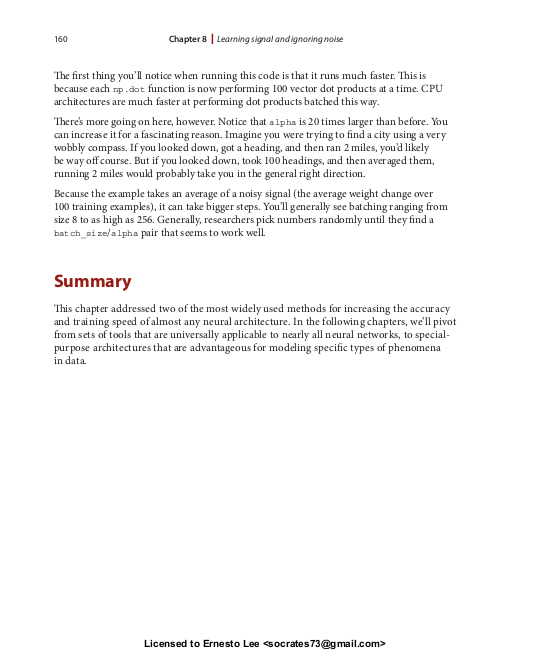 160 Chapter 8 | Learning signal and ignoring noise
The first thing you'll notice when running this code is that it runs much faster. This is
because each np.dot function is now performing 100 vector dot products at a time. CPU
architectures are much faster at performing dot products batched this way.
There's more going on here, however. Notice that alpha is 20 times larger than before. You
can increase it for a fascinating reason. Imagine you were trying to find a city using a very
wobbly compass. If you looked down, got a heading, and then ran 2 miles, you'd likely
be way off course. But if you looked down, took 100 headings, and then averaged them,
running 2 miles would probably take you in the general right direction.
Because the example takes an average of a noisy signal (the average weight change over
100 training examples), it can take bigger steps. You'll generally see batching ranging from
size 8 to as high as 256. Generally, researchers pick numbers randomly until they find a
batch_size/alpha pair that seems to work well.
Summary
This chapter addressed two of the most widely used methods for increasing the accuracy
and training speed of almost any neural architecture. In the following chapters, we'll pivot
from sets of tools that are universally applicable to nearly all neural networks, to special-
purpose architectures that are advantageous for modeling specific types of phenomena
in data.
Licensed to Ernesto Lee <socrates73@gmail.com>